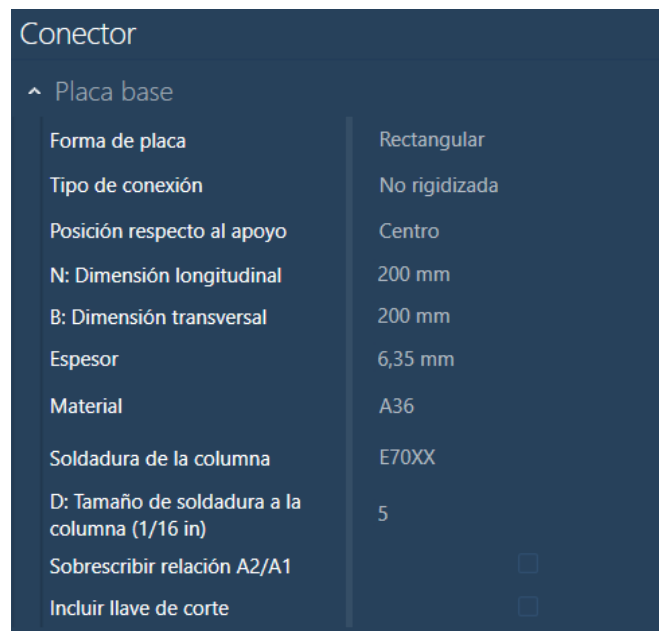 Conector
Placa base
Forma de placa Rectangular
Tipo de conexión No rigidizada
Posición respecto al apoyo Centro
N: Dimensión longitudinal 200 mm
B: Dimensión transversal 200 mm
Espesor 6,35 mm
Material A36
Soldadura de la columna E70XX
D: Tamaño de soldadura a la
columna (1/16 in) 5
Sobrescribir relación A2/A1
Incluir llave de corte